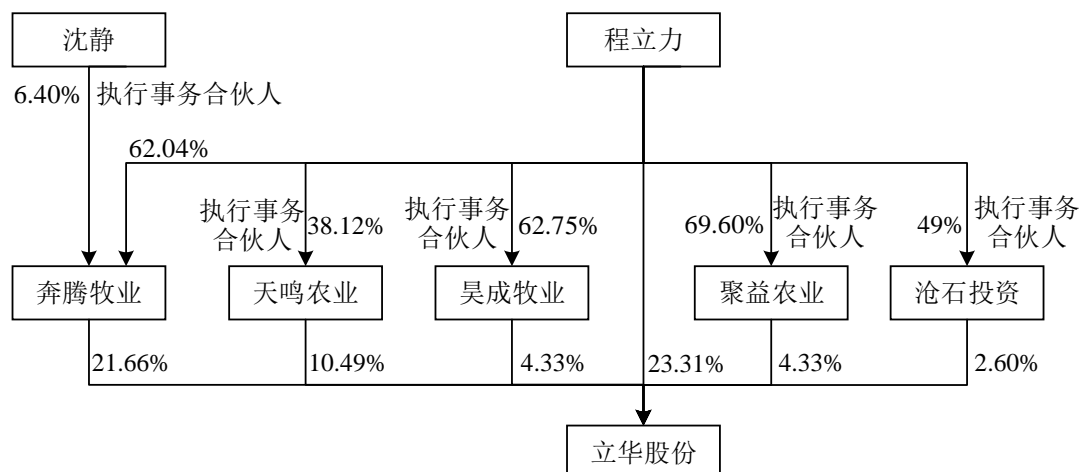 沈静
程立力
6.40% 执行事务合伙人
62.04%
执行事务
合伙人
38.12%
执行事务
合伙人
62.75%
69.60%
执行事务
合伙人
49%
执行事务
合伙人
奔腾牧业
天鸣农业
昊成牧业
聚益农业
沧石投资
21.66%
10.49%
4.33%
23.31%
4.33%
2.60%
立华股份